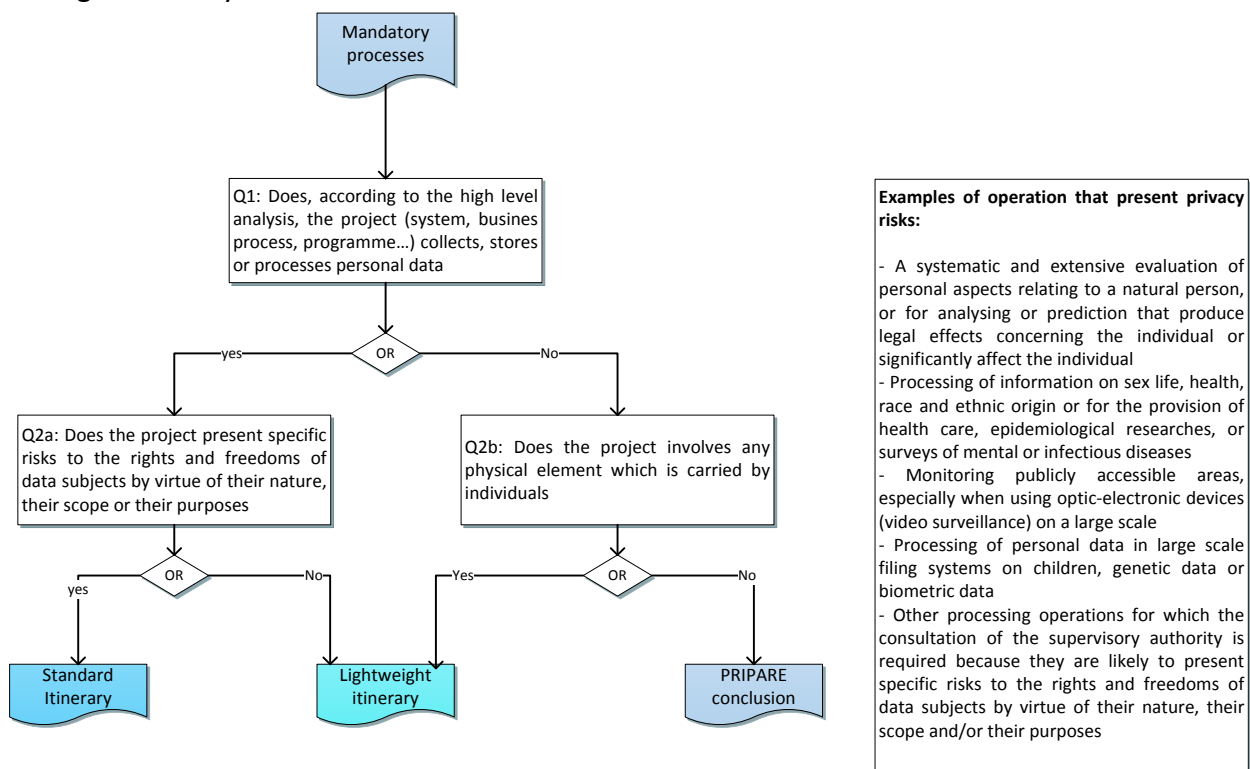 Mandatory
processes
Q1: Does, according to the high level
analysis, the project (system, busines
process, programme…) collects, stores
or processes personal data
OR
yes
No
Q2a: Does the project present specific
risks to the rights and freedoms of
data subjects by virtue of their nature,
their scope or their purposes
Q2b: Does the project involves any
physical element which is carried by
individuals
OR
yes
No
OR
Yes
No
Standard
Itinerary
Lightweight
itinerary
PRIPARE
conclusion
Examples of operation that present privacy
risks:
- A systematic and extensive evaluation of
personal aspects relating to a natural person,
or for analysing or prediction that produce
legal effects concerning the individual or
significantly affect the individual
- Processing of information on sex life, health,
race and ethnic origin or for the provision of
health care, epidemiological researches, or
surveys of mental or infectious diseases
- Monitoring publicly accessible areas,
especially when using optic-electronic devices
(video surveillance) on a large scale
- Processing of personal data in large scale
filing systems on children, genetic data or
biometric data
- Other processing operations for which the
consultation of the supervisory authority is
required because they are likely to present
specific risks to the rights and freedoms of
data subjects by virtue of their nature, their
scope and/or their purposes